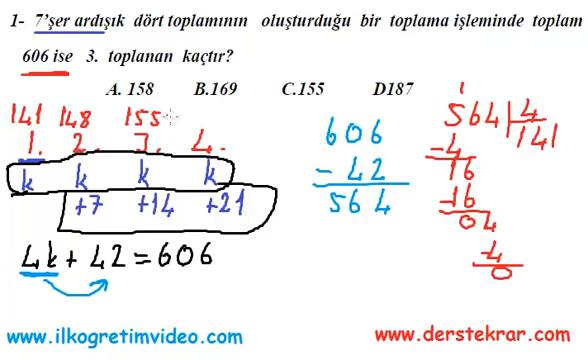 1- 7'şer ardışık dört toplamının oluşturduğu bir toplama işleminde toplam
606 ise 3. toplanan kaçtır?
A. 158 B.169 C.155 D187
141 148 155
1. 2. 3. 4.
k k k k
+7 +14 +21
4k + 42 = 606
606
- 42
564
1
564 4
-4 141
16
-16
04
-4
0
www.ilkogretimvideo.com www.derstekrar.com